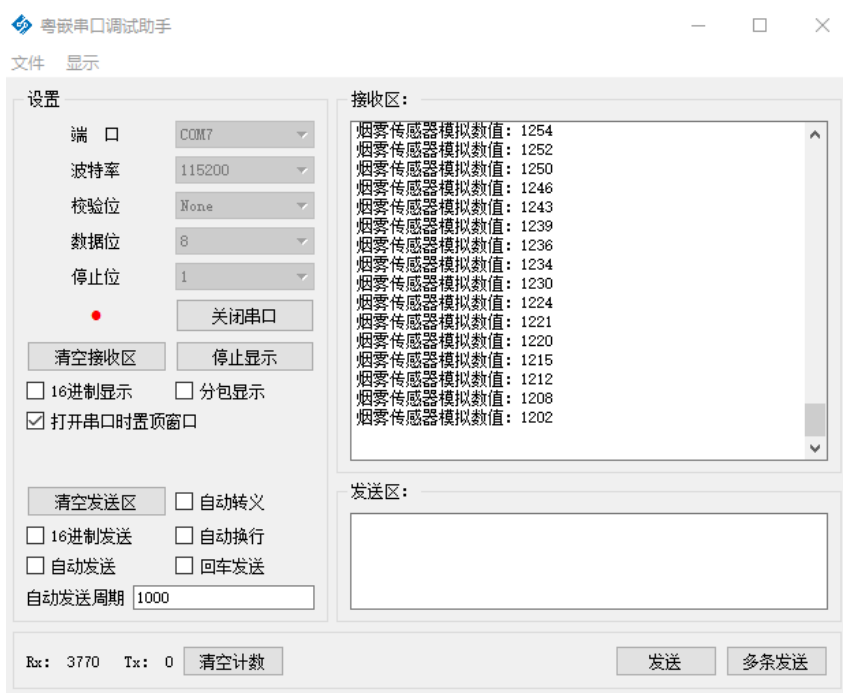 粤嵌串口调试助手
文件 显示
设置
端 口 COM7
波特率 115200
校验位 None
数据位 8
停止位 1
关闭串口
清空接收区 停止显示
16进制显示 分包显示
打开串口时置顶窗口
清空发送区 自动转义
16进制发送 自动换行
自动发送 回车发送
自动发送周期 1000
接收区:
烟雾传感器模拟数值: 1254
烟雾传感器模拟数值: 1252
烟雾传感器模拟数值: 1250
烟雾传感器模拟数值: 1246
烟雾传感器模拟数值: 1243
烟雾传感器模拟数值: 1239
烟雾传感器模拟数值: 1236
烟雾传感器模拟数值: 1234
烟雾传感器模拟数值: 1230
烟雾传感器模拟数值: 1224
烟雾传感器模拟数值: 1221
烟雾传感器模拟数值: 1220
烟雾传感器模拟数值: 1215
烟雾传感器模拟数值: 1212
烟雾传感器模拟数值: 1208
烟雾传感器模拟数值: 1202
发送区:
Rx: 3770 Tx: 0 清空计数 发送 多条发送